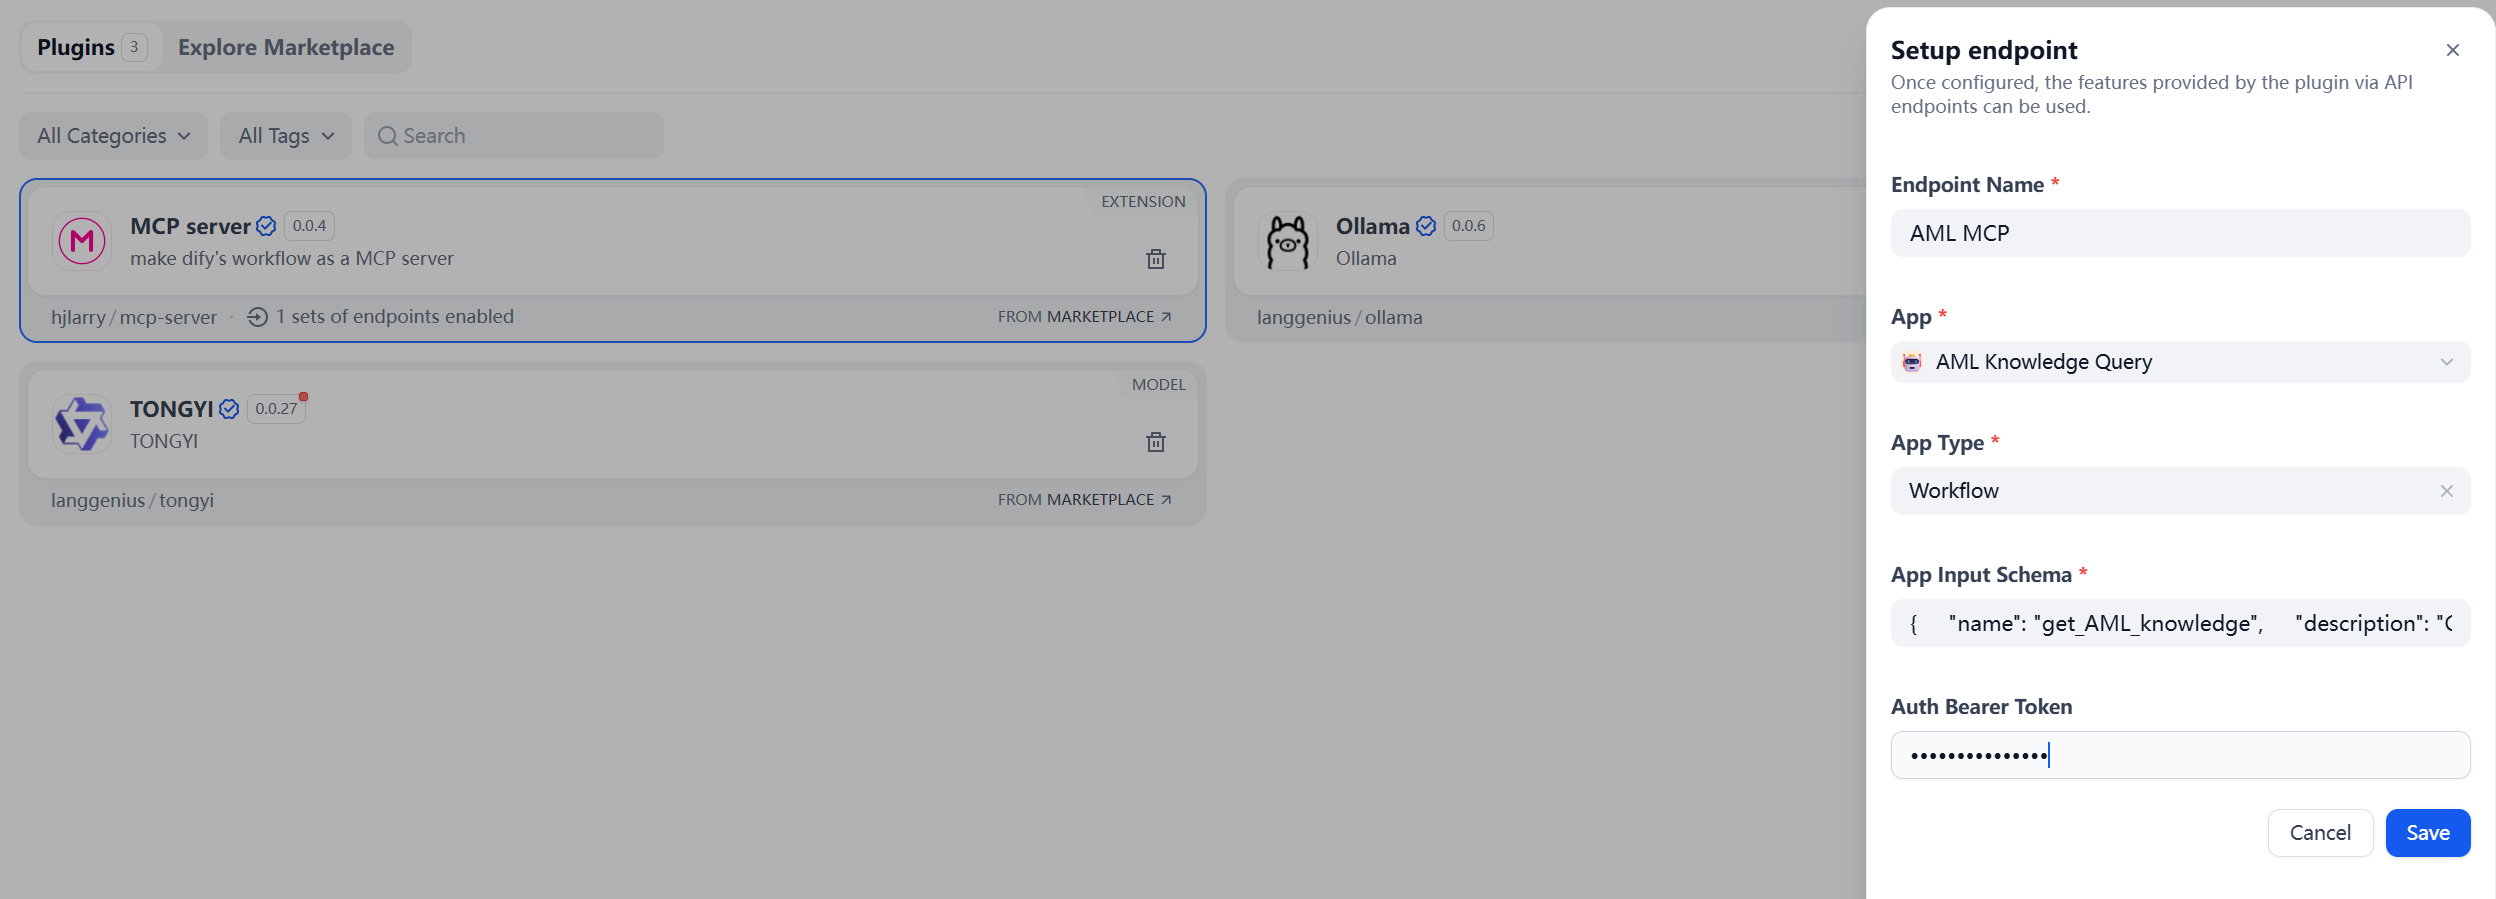 Plugins 3 Explore Marketplace
All Categories All Tags Search
EXTENSION
MCP server 0.0.4
make dify's workflow as a MCP server
hjlarry / mcp-server · 1 sets of endpoints enabled FROM MARKETPLACE
Ollama 0.0.6
Ollama
langgenius / ollama
MODEL
TONGYI 0.0.27
TONGYI
langgenius / tongyi FROM MARKETPLACE
Setup endpoint
Once configured, the features provided by the plugin via API
endpoints can be used.
Endpoint Name *
AML MCP
App *
AML Knowledge Query
App Type *
Workflow
App Input Schema *
{ "name": "get_AML_knowledge", "description": "
Auth Bearer Token
•••••••••••••••
Cancel Save